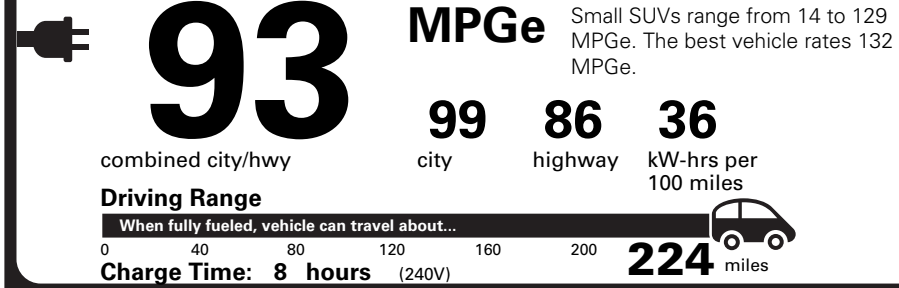 93
MPGe
Small SUVs range from 14 to 129
MPGe. The best vehicle rates 132
MPGe.
99 86 36
combined city/hwy city highway kW-hrs per
100 miles
Driving Range
When fully fueled, vehicle can travel about...
0 40 80 120 160 200 224 miles
Charge Time: 8 hours (240V)